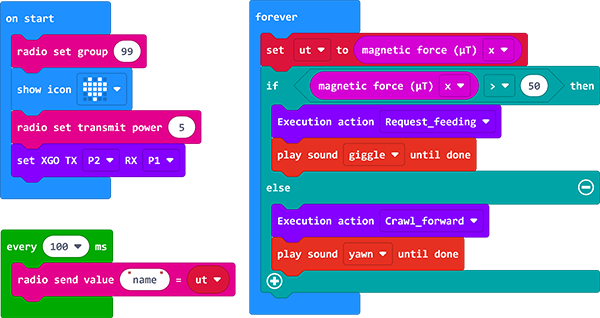 on start
radio set group 99
show icon
radio set transmit power 5
set XGO TX P2 RX P1
every 100 ms
radio send value "name" = ut
forever
set ut to magnetic force (µT) x
if magnetic force (µT) x > 50 then
Execution action Request_feeding
play sound giggle until done
else
Execution action Crawl_forward
play sound yawn until done